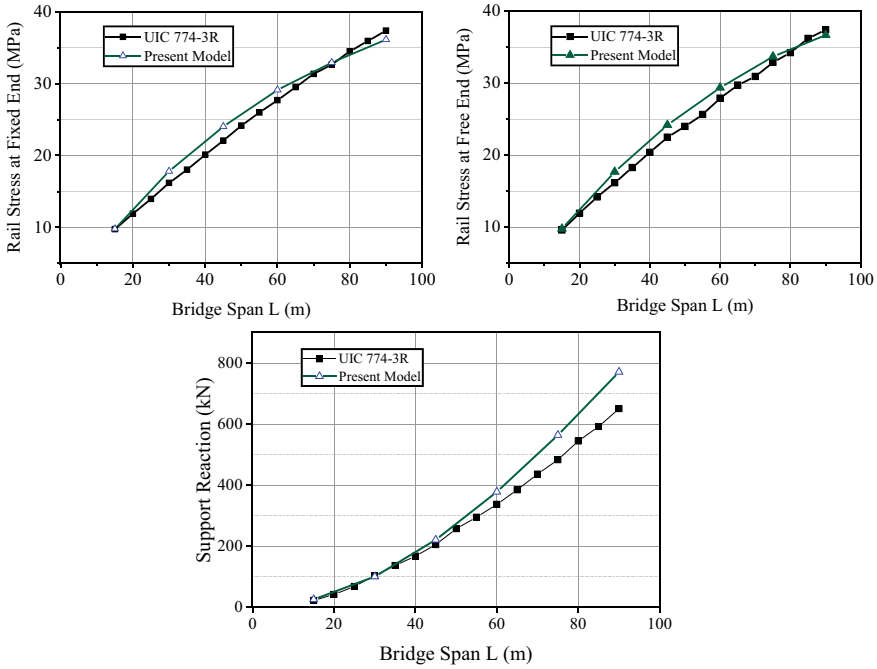 Rail Stress at Fixed End (MPa)
40
30
20
10
UIC 774-3R
Present Model
0 20 40 60 80 100
Bridge Span L (m)
Rail Stress at Free End (MPa)
40
30
20
10
UIC 774-3R
Present Model
0 20 40 60 80 100
Bridge Span L (m)
Support Reaction (kN)
800
600
400
200
0
UIC 774-3R
Present Model
0 20 40 60 80 100
Bridge Span L (m)